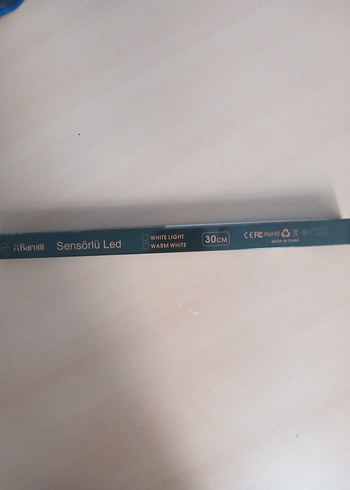 Barotti
Sensörlü Led
WHITE LIGHT
WARM WHITE
30CM
CE FC RoHS
MADE IN CHINA